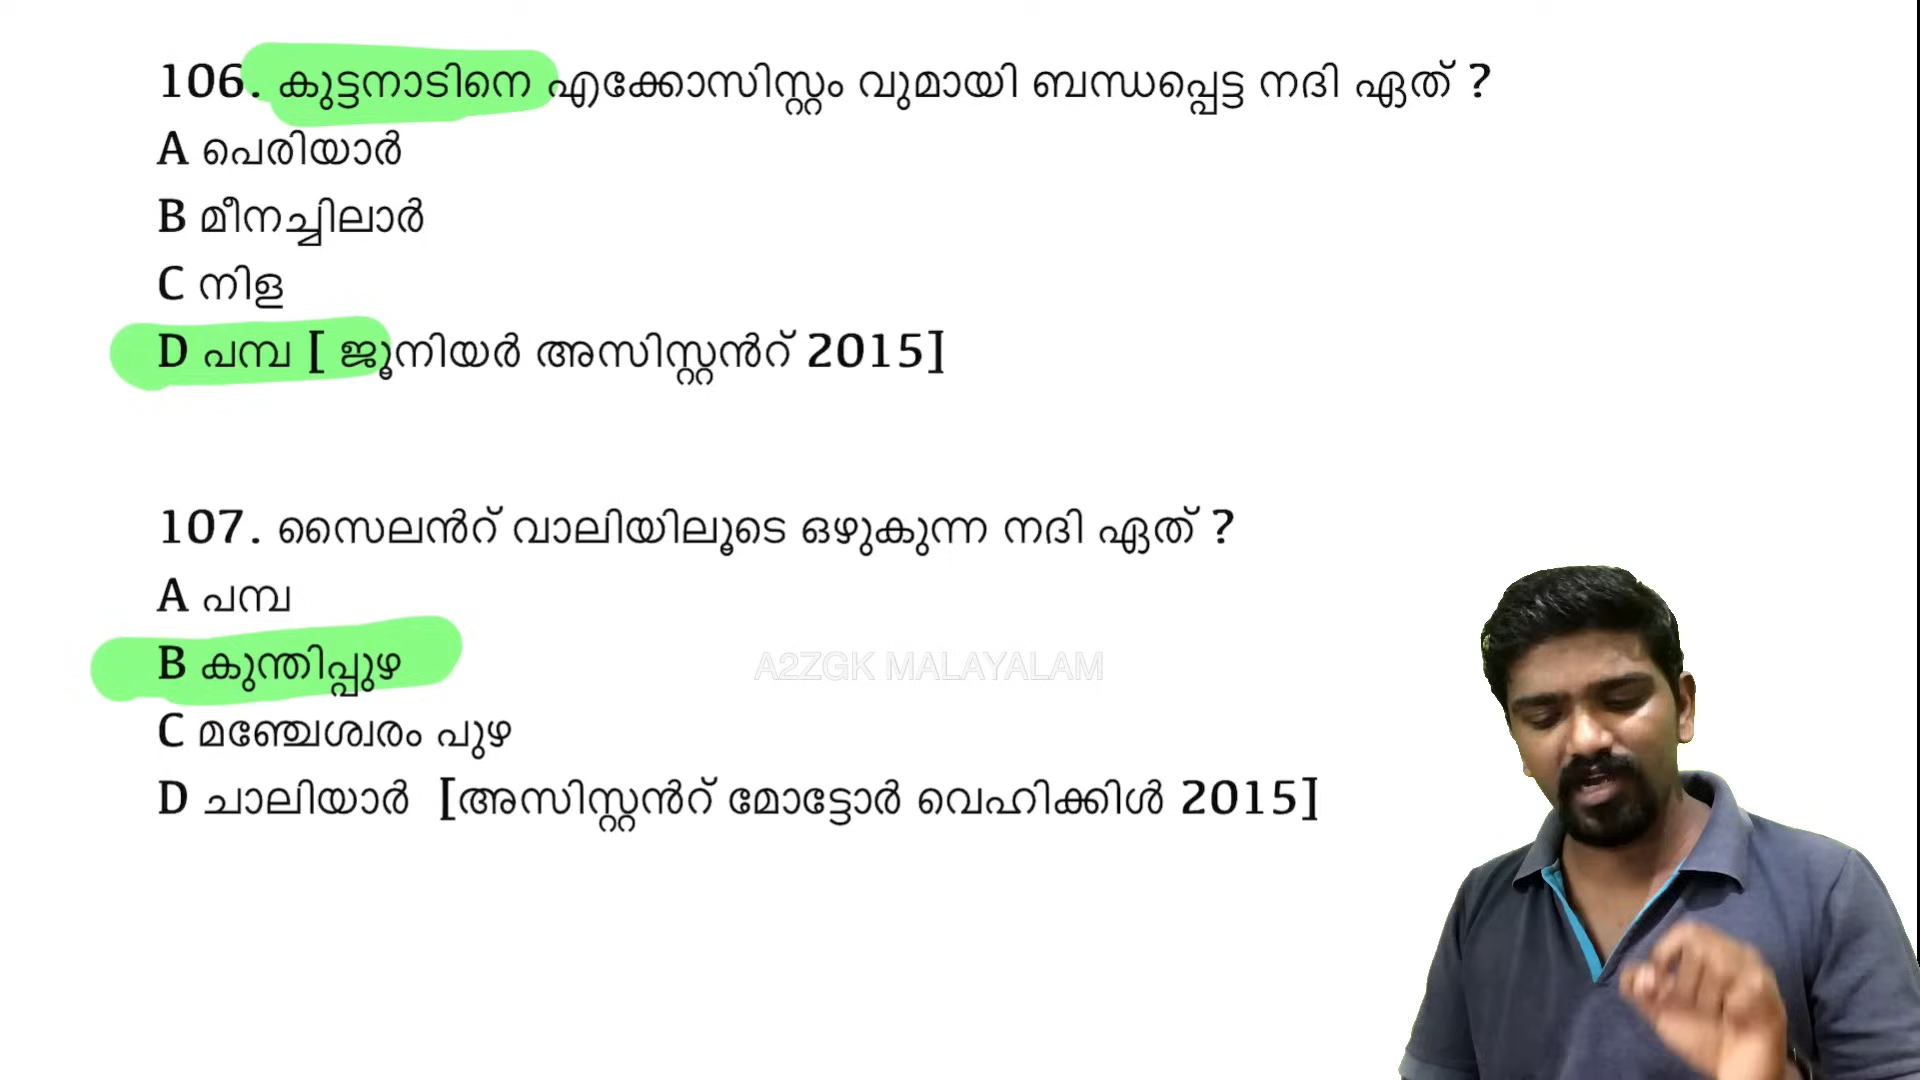 106. കുട്ടനാടിനെ എക്കോസിസ്റ്റം വുമായി ബന്ധപ്പെട്ട നദി ഏത് ?
A പെരിയാർ
B മീനച്ചിലാർ
C നിള
D പമ്പ [ ജൂനിയർ അസിസ്റ്റൻറ് 2015]
107. സൈലൻറ് വാലിയിലൂടെ ഒഴുകുന്ന നദി ഏത് ?
A പമ്പ
B കുന്തിപ്പുഴ
A2ZGK MALAYALAM
C മഞ്ചേശ്വരം പുഴ
D ചാലിയാർ [അസിസ്റ്റൻറ് മോട്ടോർ വെഹിക്കിൾ 2015]